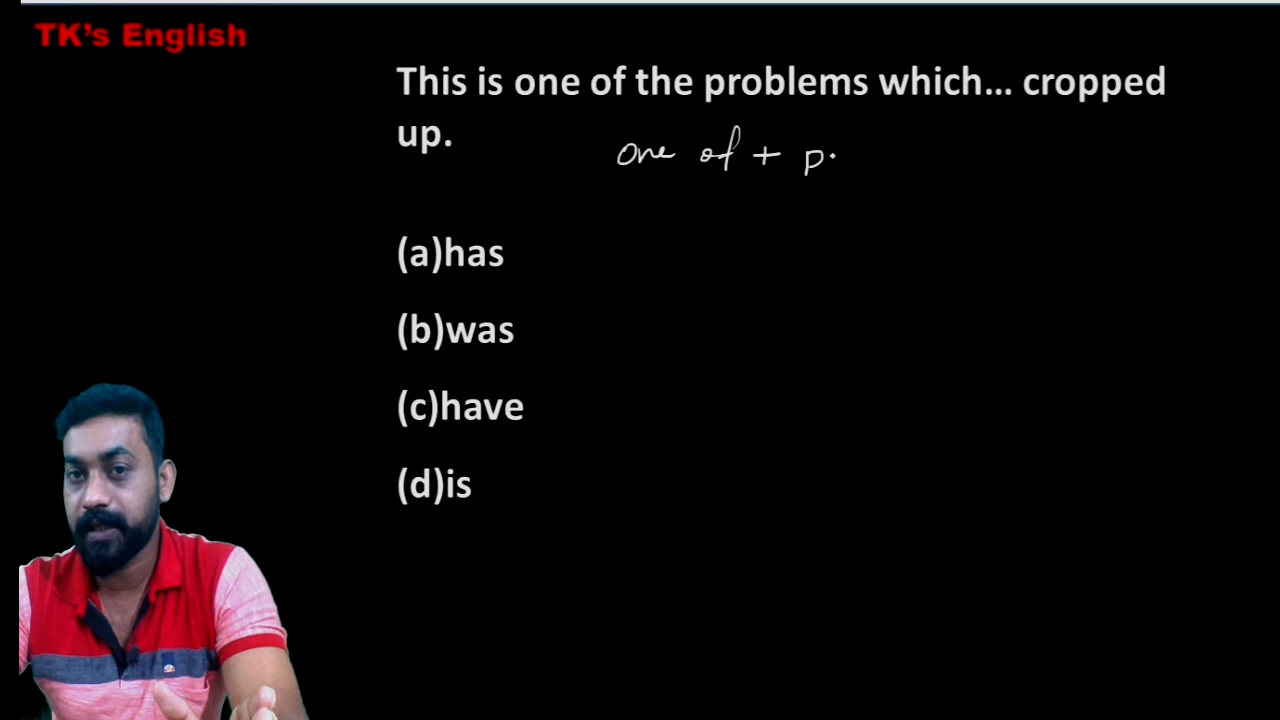 TK's English
This is one of the problems which... cropped
up.
one of + p.
(a)has
(b)was
(c)have
(d)is